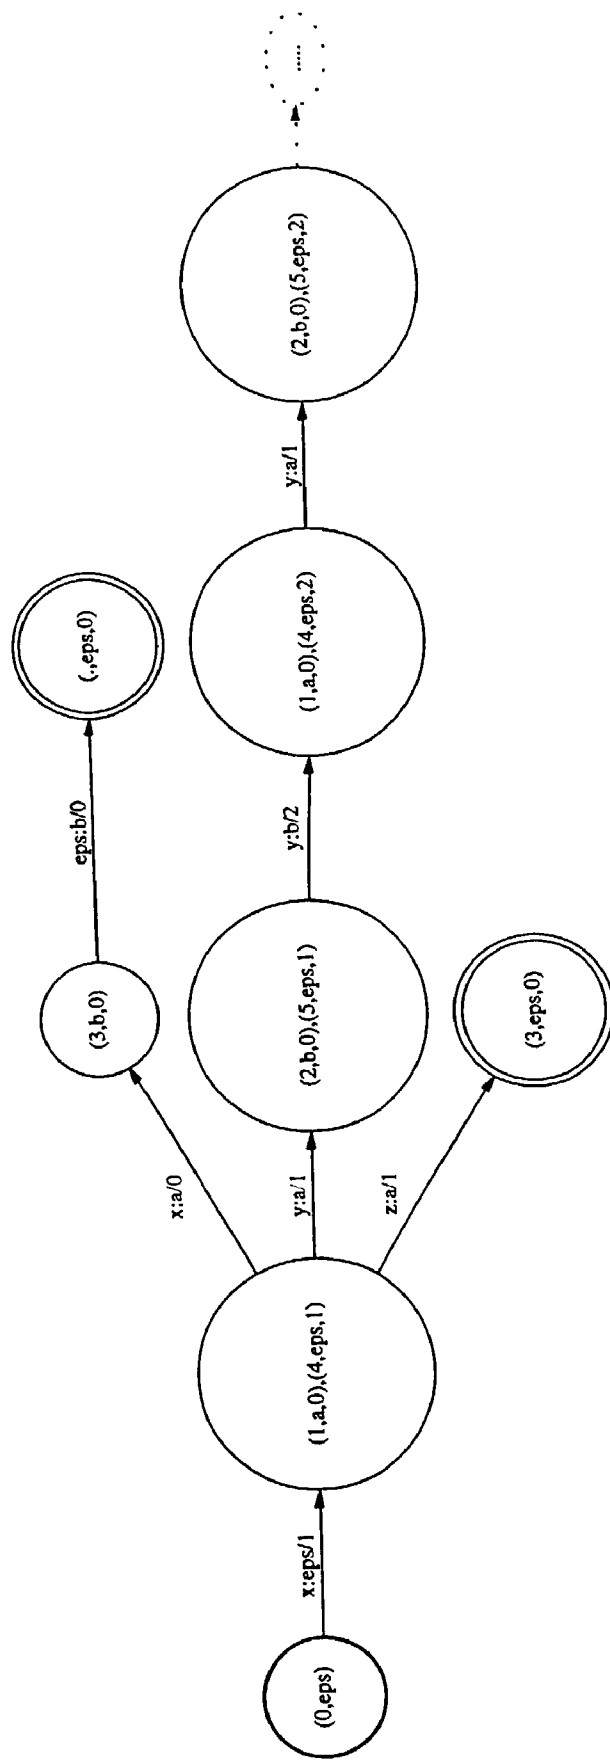 (0,eps)
x:eps/1
(1,a,0),(4,eps,1)
x:a/0
y:a/1
z:a/1
(3,b,0)
(2,b,0),(5,eps,1)
(3,eps,0)
eps:b/0
y:b/2
(.,eps,0)
(1,a,0),(4,eps,2)
y:a/1
(2,b,0),(5,eps,2)
......